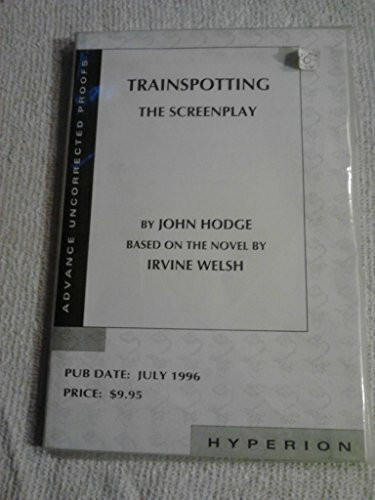 ADVANCE UNCORRECTED PROOFS
TRAINSPOTTING
THE SCREENPLAY
BY JOHN HODGE
BASED ON THE NOVEL BY
IRVINE WELSH
PUB DATE: JULY 1996
PRICE: $9.95
HYPERION